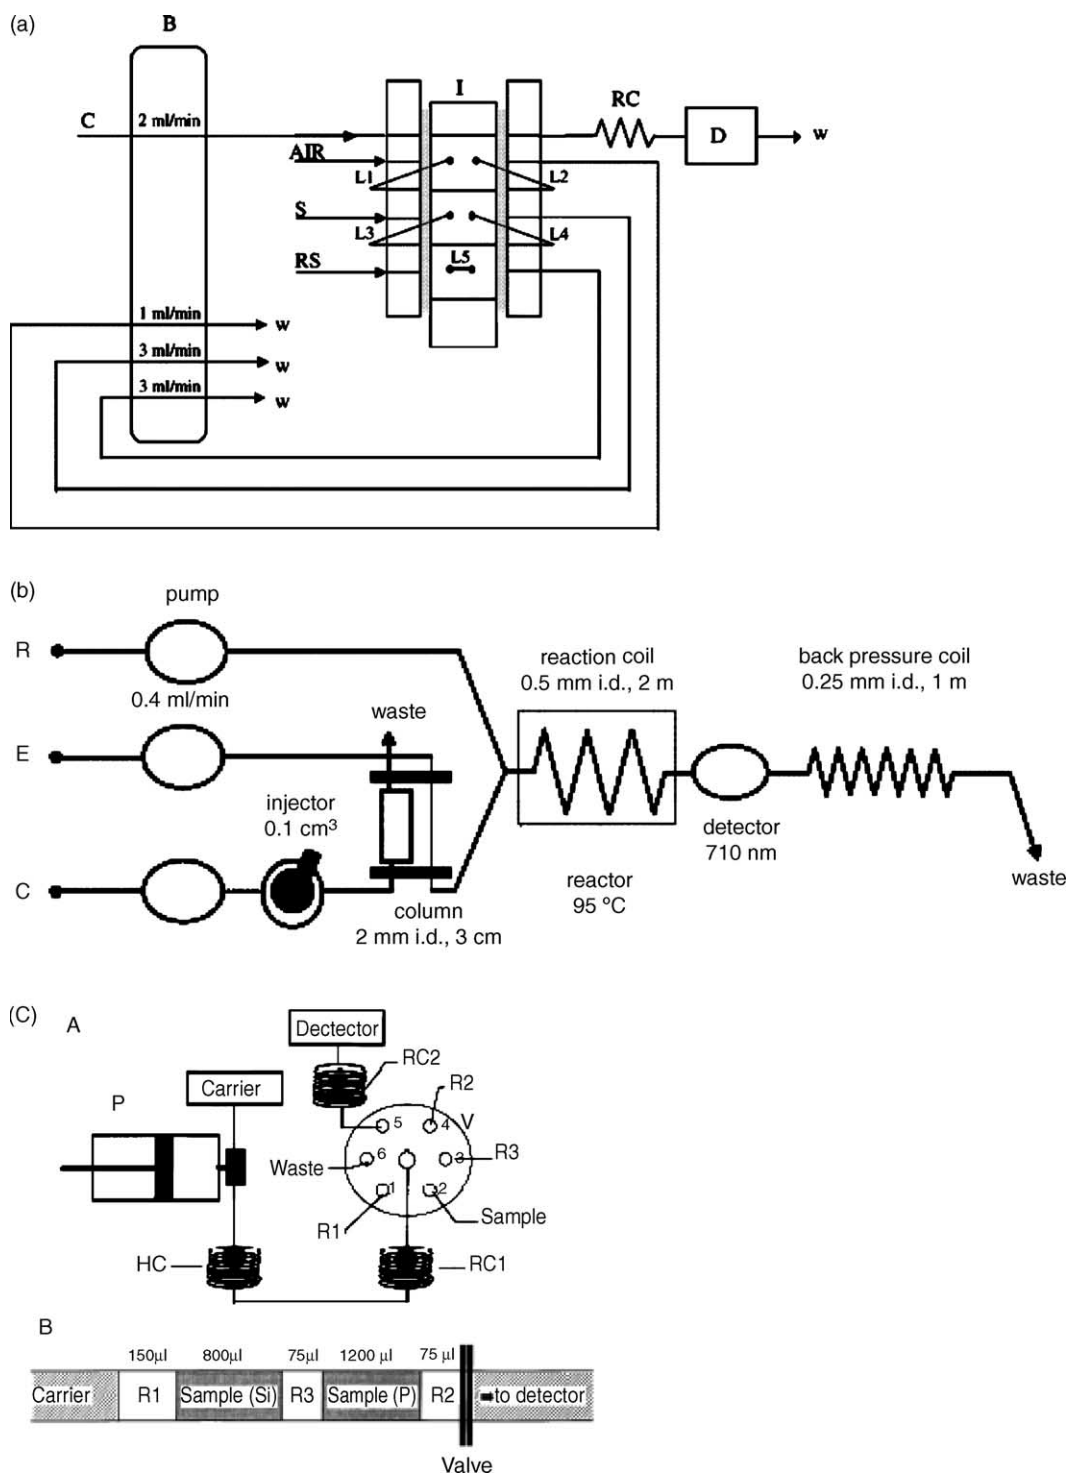 (a)
B
I
RC
C
2 ml/min
D
w
AIR
L1
L2
S
L3
L4
RS
L5
1 ml/min
w
3 ml/min
w
3 ml/min
w
(b)
pump
R
0.4 ml/min
reaction coil
0.5 mm i.d., 2 m
back pressure coil
0.25 mm i.d., 1 m
waste
E
injector
0.1 cm³
detector
710 nm
C
column
2 mm i.d., 3 cm
reactor
95 °C
waste
(C)
A
Dectector
RC2
R2
Carrier
P
V
5
4
R3
Waste
6
3
1
2
R1
Sample
HC
RC1
B
150µl
800µl
75µl
1200 µl
75 µl
Carrier
R1
Sample (Si)
R3
Sample (P)
R2
to detector
Valve